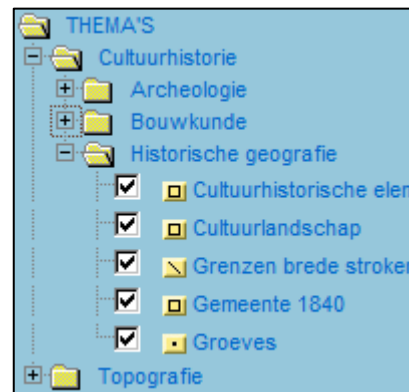 THEMA'S
Cultuurhistorie
Archeologie
Bouwkunde
Historische geografie
Cultuurhistorische elem
Cultuurlandschap
Grenzen brede stroken
Gemeente 1840
Groeves
Topografie